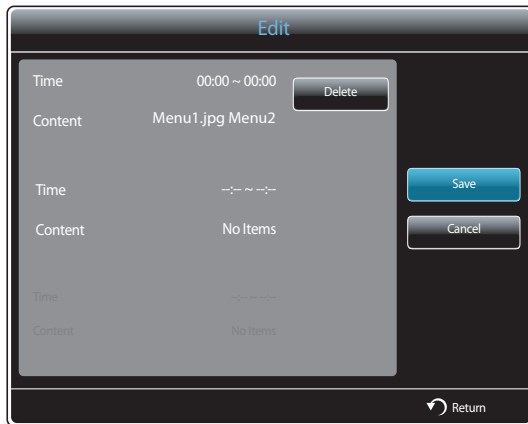 Edit
Time 00:00 ~ 00:00 Delete
Content Menu1.jpg Menu2
Time --:-- ~ --:-- Save
Content No Items Cancel
Time --:-- ~ --:--
Content No Items
Return